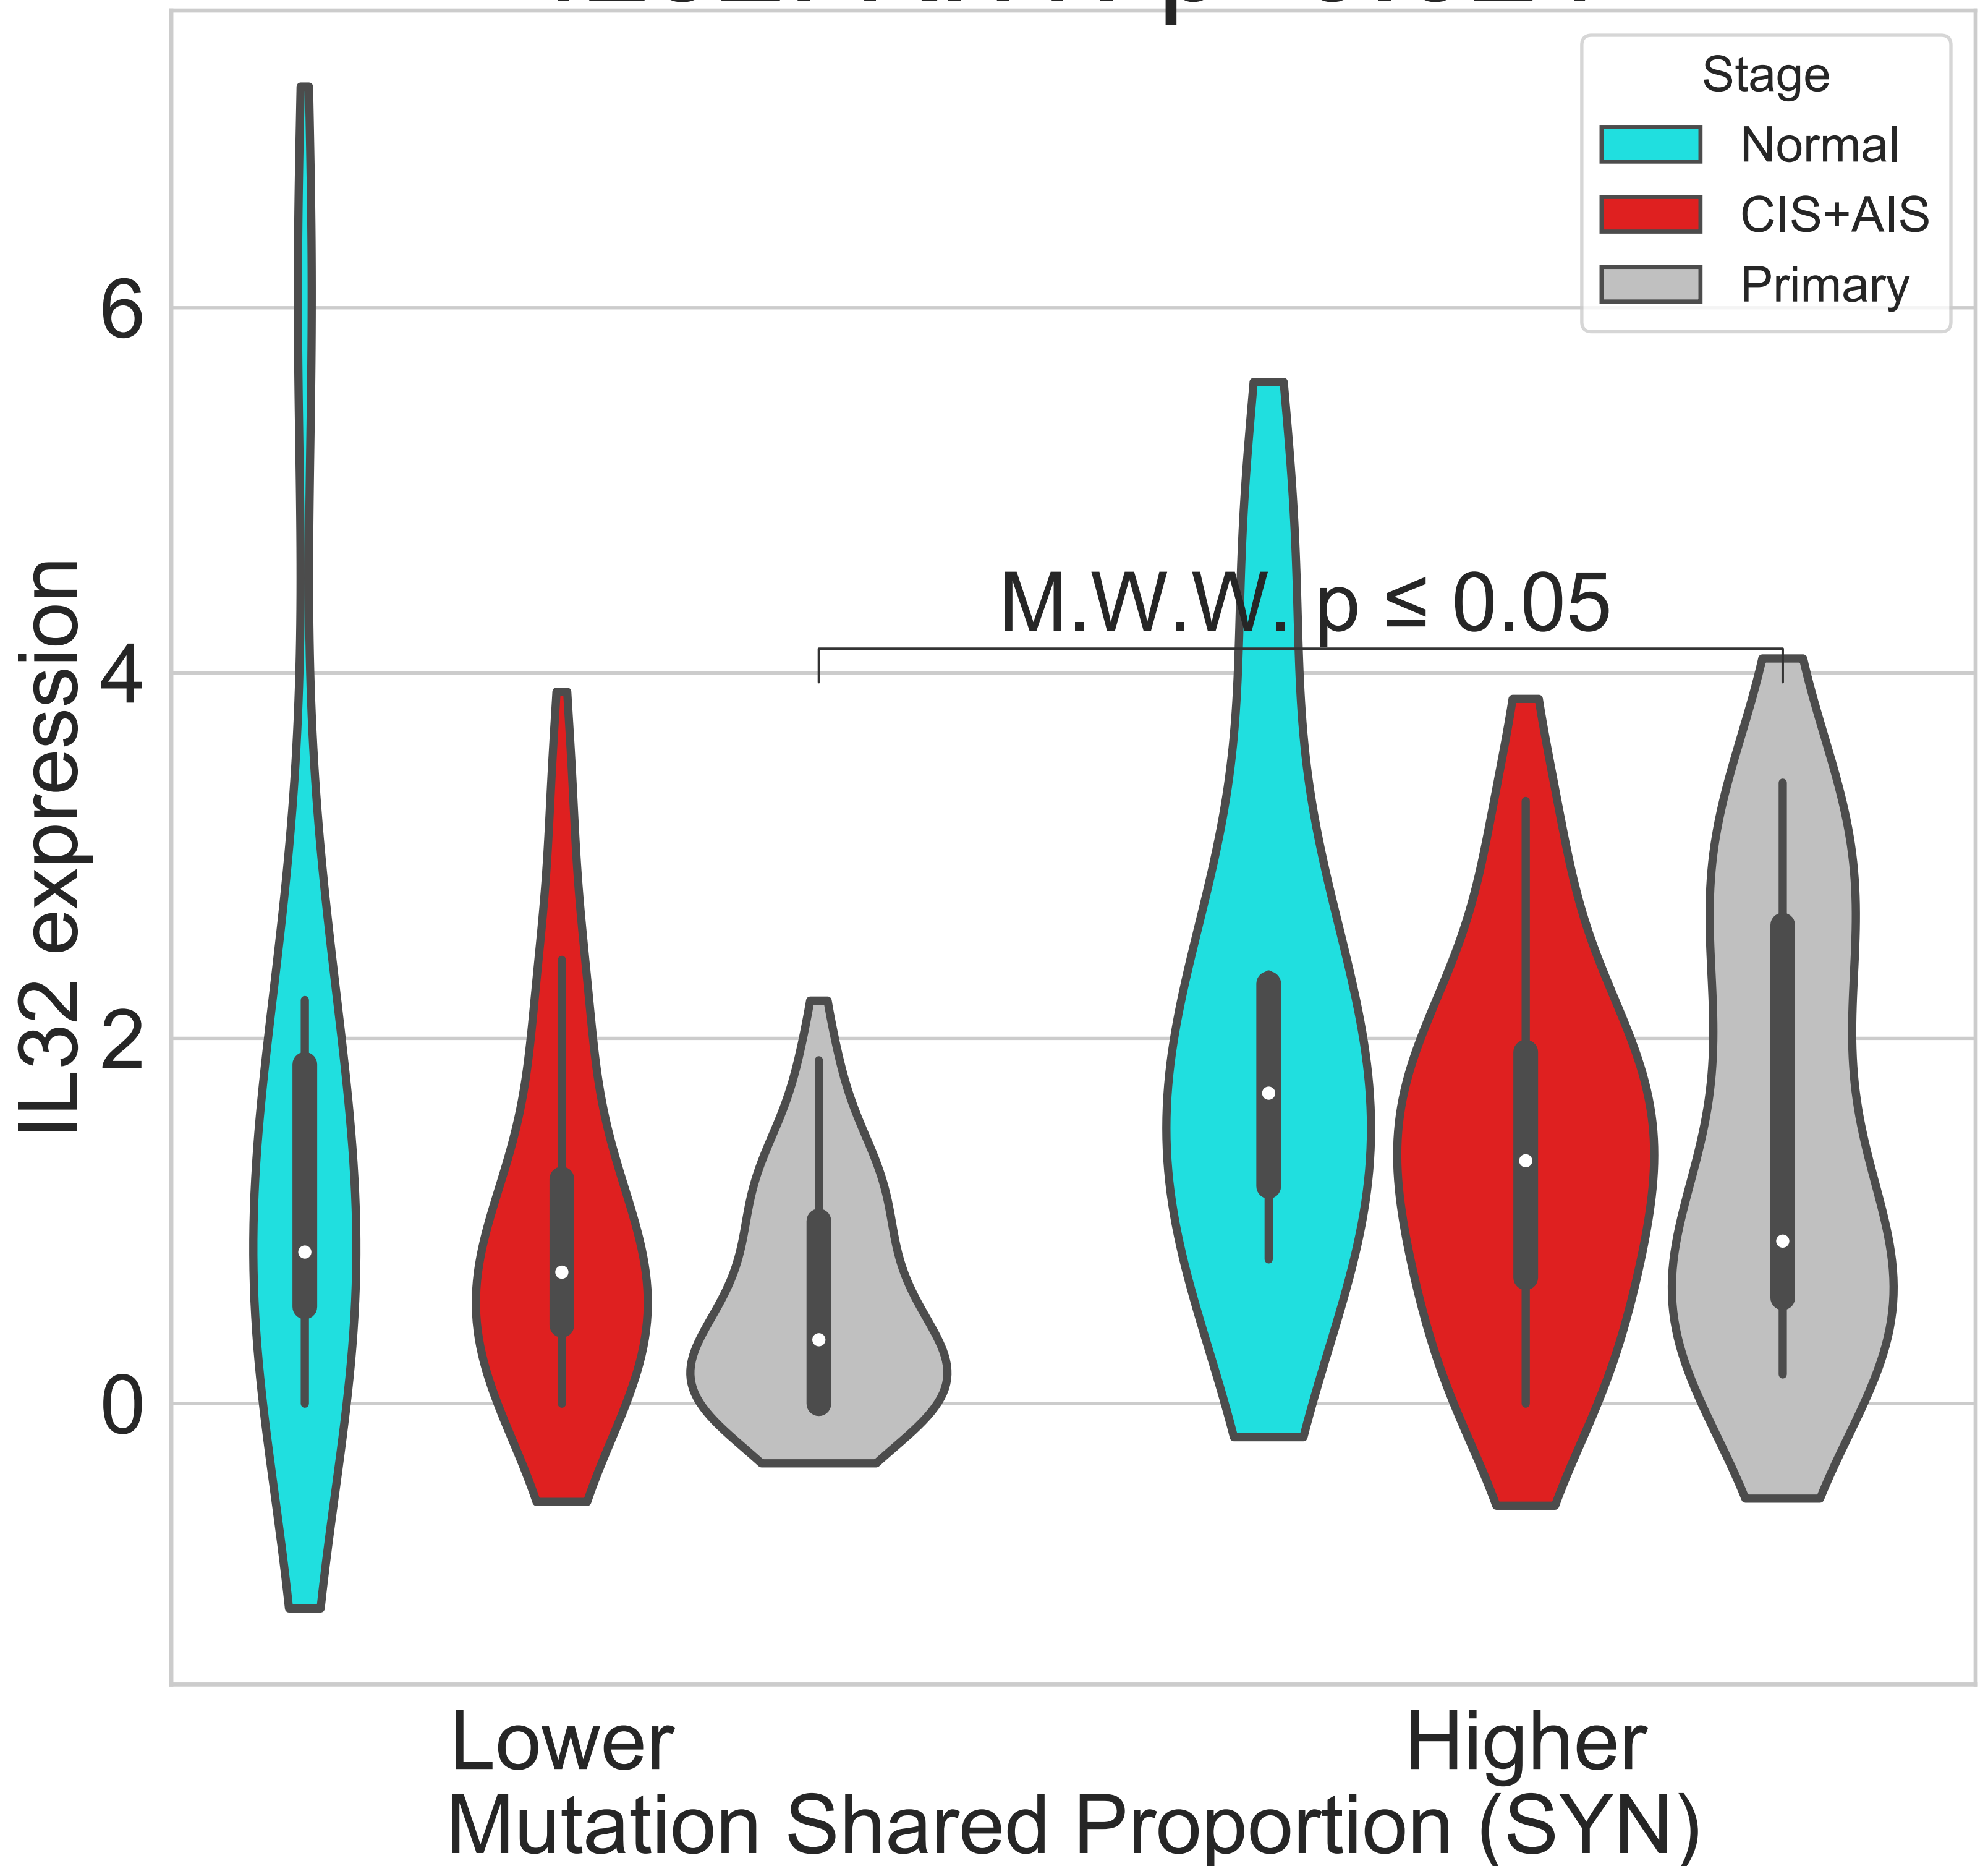 Stage
Normal
CIS+AIS
Primary
6
4
2
0
IL32 expression
M.W.W. p ≤ 0.05
Lower
Higher
Mutation Shared Proportion (SYN)